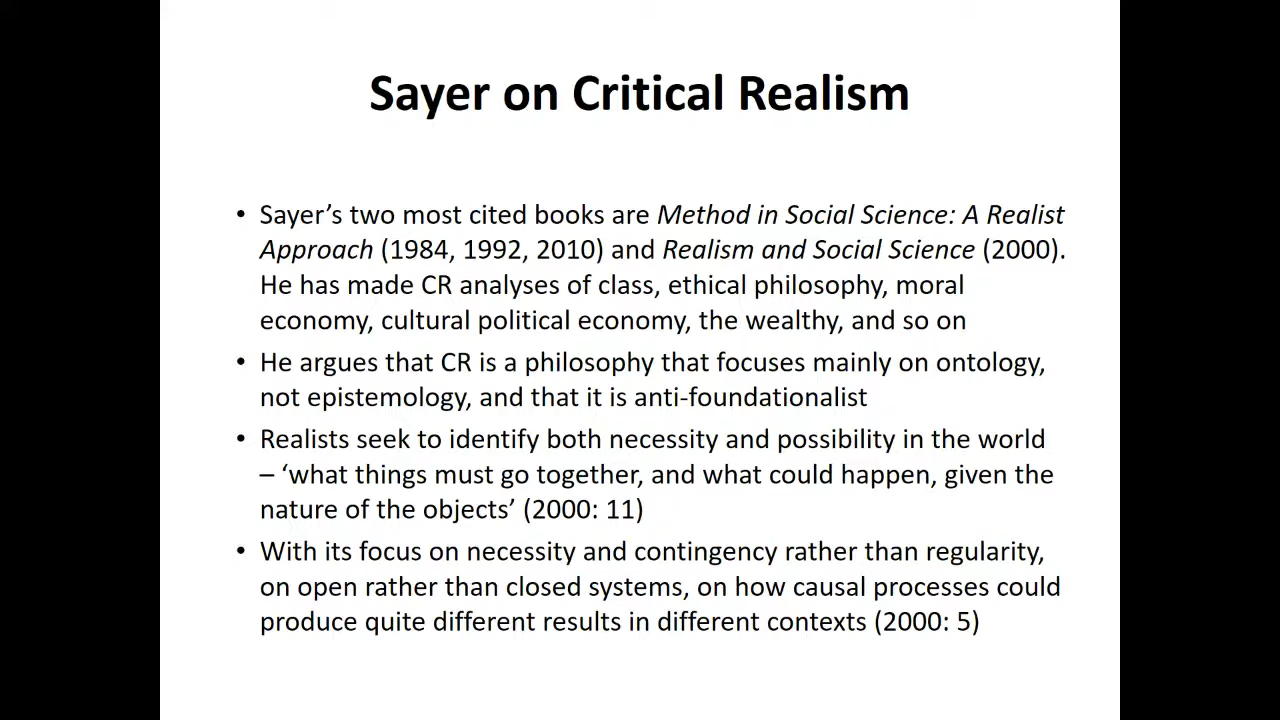 Sayer on Critical Realism
• Sayer’s two most cited books are Method in Social Science: A Realist
Approach (1984, 1992, 2010) and Realism and Social Science (2000).
He has made CR analyses of class, ethical philosophy, moral
economy, cultural political economy, the wealthy, and so on
• He argues that CR is a philosophy that focuses mainly on ontology,
not epistemology, and that it is anti-foundationalist
• Realists seek to identify both necessity and possibility in the world
– ‘what things must go together, and what could happen, given the
nature of the objects’ (2000: 11)
• With its focus on necessity and contingency rather than regularity,
on open rather than closed systems, on how causal processes could
produce quite different results in different contexts (2000: 5)